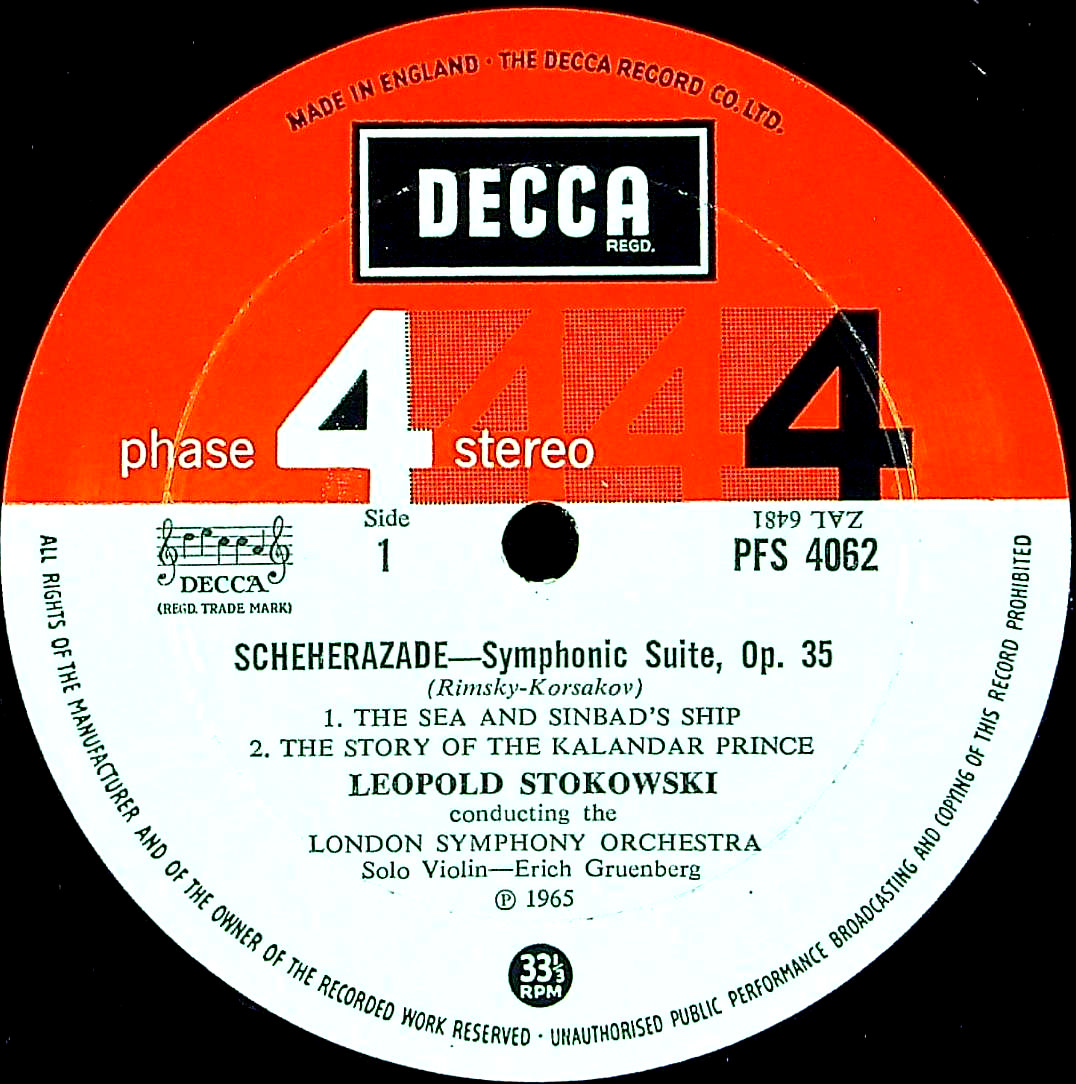 MADE IN ENGLAND · THE DECCA RECORD CO. LTD.
DECCA
REGD.
phase 4 stereo 4 4 4
Side
1
ZAL 6481
PFS 4062
DECCA
(REGD. TRADE MARK)
SCHEHERAZADE—Symphonic Suite, Op. 35
(Rimsky-Korsakov)
1. THE SEA AND SINBAD'S SHIP
2. THE STORY OF THE KALANDAR PRINCE
LEOPOLD STOKOWSKI
conducting the
LONDON SYMPHONY ORCHESTRA
Solo Violin—Erich Gruenberg
Ⓟ 1965
33⅓
RPM
ALL RIGHTS OF THE MANUFACTURER AND OF THE OWNER OF THE RECORDED WORK RESERVED · UNAUTHORISED PUBLIC PERFORMANCE BROADCASTING AND COPYING OF THIS RECORD PROHIBITED